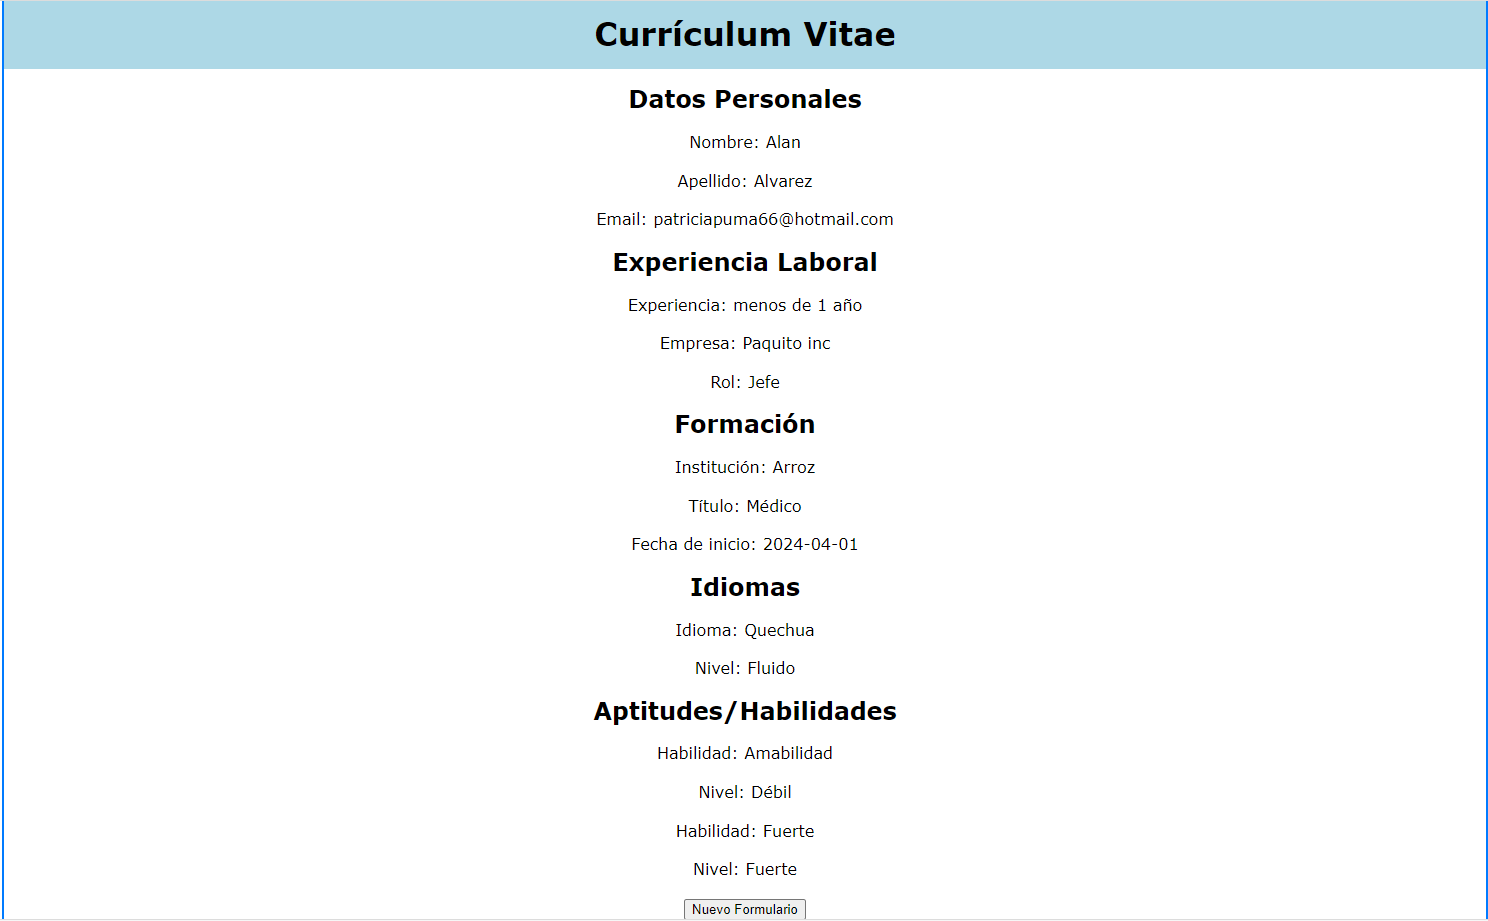 Currículum Vitae
Datos Personales
Nombre: Alan
Apellido: Alvarez
Email: patriciapuma66@hotmail.com
Experiencia Laboral
Experiencia: menos de 1 año
Empresa: Paquito inc
Rol: Jefe
Formación
Institución: Arroz
Título: Médico
Fecha de inicio: 2024-04-01
Idiomas
Idioma: Quechua
Nivel: Fluido
Aptitudes/Habilidades
Habilidad: Amabilidad
Nivel: Débil
Habilidad: Fuerte
Nivel: Fuerte
Nuevo Formulario